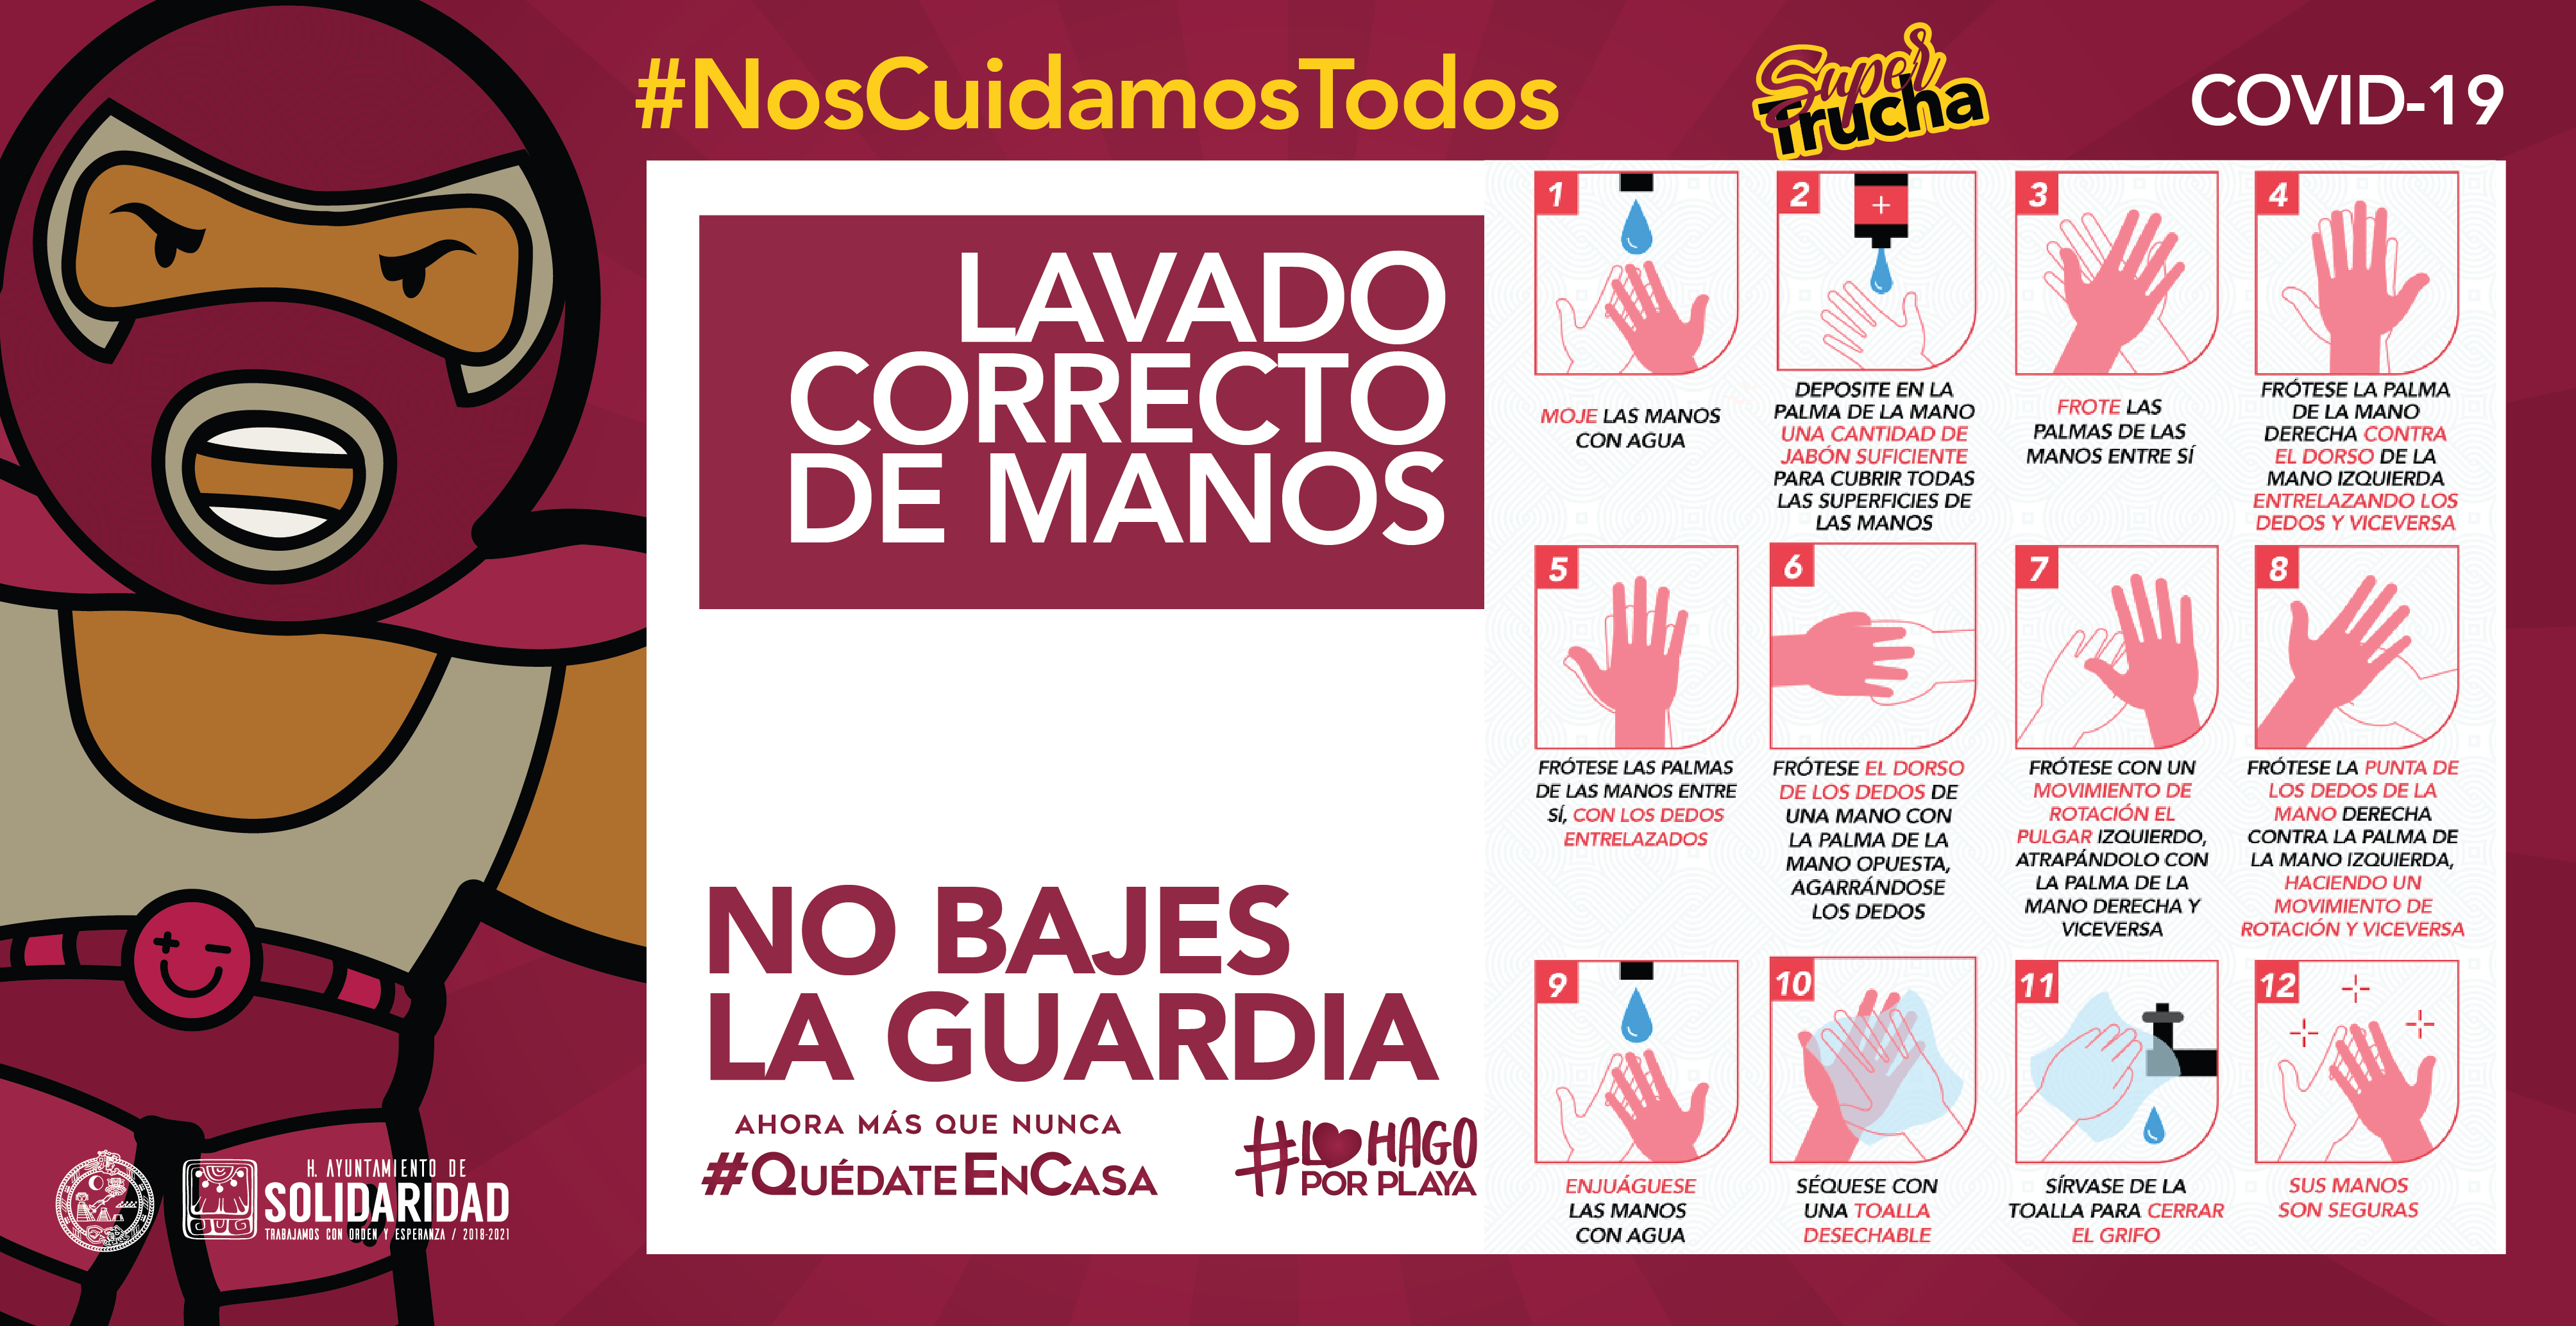 #NosCuidamosTodos
Super
Trucha
COVID-19
LAVADO
CORRECTO
DE MANOS
NO BAJES
LA GUARDIA
AHORA MÁS QUE NUNCA
#QUÉDATEENCASA
#LO HAGO
POR PLAYA
H. AYUNTAMIENTO DE
SOLIDARIDAD
TRABAJAMOS CON ORDEN Y ESPERANZA / 2018-2021
1
MOJE LAS MANOS
CON AGUA
2
DEPOSITE EN LA
PALMA DE LA MANO
UNA CANTIDAD DE
JABÓN SUFICIENTE
PARA CUBRIR TODAS
LAS SUPERFICIES DE
LAS MANOS
3
FROTE LAS
PALMAS DE LAS
MANOS ENTRE SÍ
4
FRÓTESE LA PALMA
DE LA MANO
DERECHA CONTRA
EL DORSO DE LA
MANO IZQUIERDA
ENTRELAZANDO LOS
DEDOS Y VICEVERSA
5
FRÓTESE LAS PALMAS
DE LAS MANOS ENTRE
SÍ, CON LOS DEDOS
ENTRELAZADOS
6
FRÓTESE EL DORSO
DE LOS DEDOS DE
UNA MANO CON
LA PALMA DE LA
MANO OPUESTA,
AGARRÁNDOSE
LOS DEDOS
7
FRÓTESE CON UN
MOVIMIENTO DE
ROTACIÓN EL
PULGAR IZQUIERDO,
ATRAPÁNDOLO CON
LA PALMA DE LA
MANO DERECHA Y
VICEVERSA
8
FRÓTESE LA PUNTA DE
LOS DEDOS DE LA
MANO DERECHA
CONTRA LA PALMA DE
LA MANO IZQUIERDA,
HACIENDO UN
MOVIMIENTO DE
ROTACIÓN Y VICEVERSA
9
ENJUÁGUESE
LAS MANOS
CON AGUA
10
SÉQUESE CON
UNA TOALLA
DESECHABLE
11
SÍRVASE DE LA
TOALLA PARA CERRAR
EL GRIFO
12
SUS MANOS
SON SEGURAS